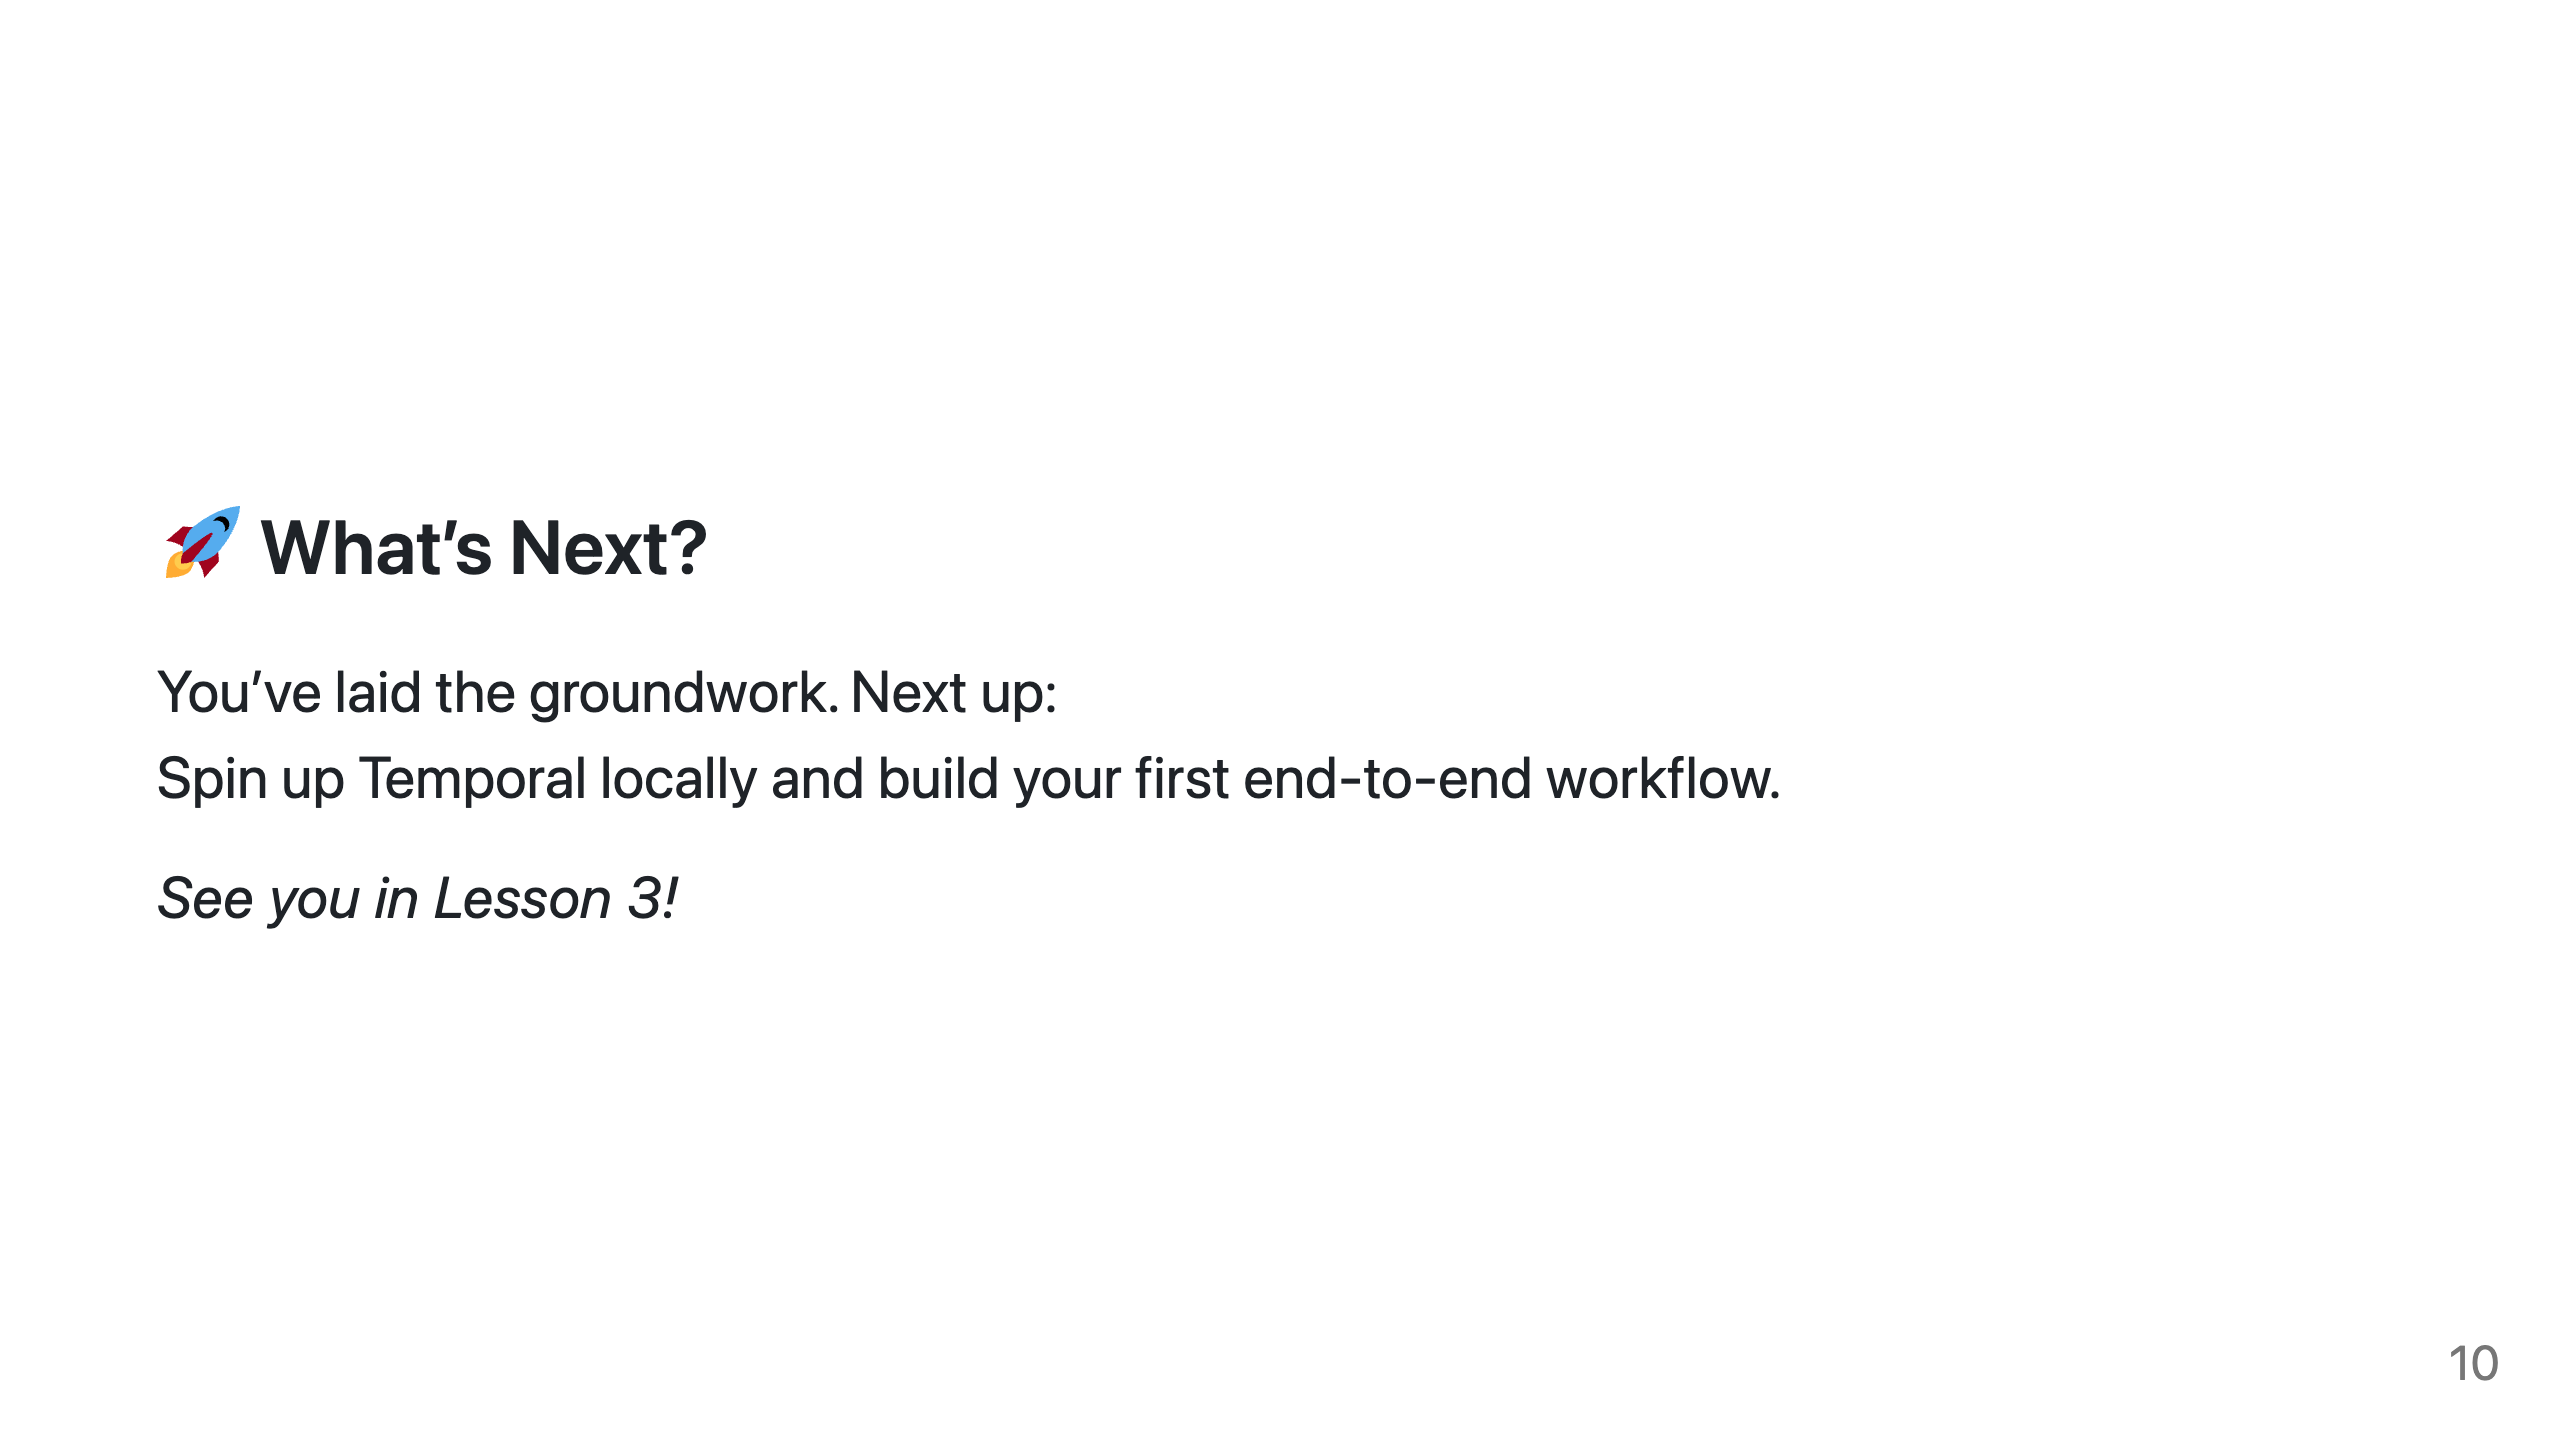 🚀 What’s Next?
You’ve laid the groundwork. Next up:
Spin up Temporal locally and build your first end-to-end workflow.
See you in Lesson 3!
10